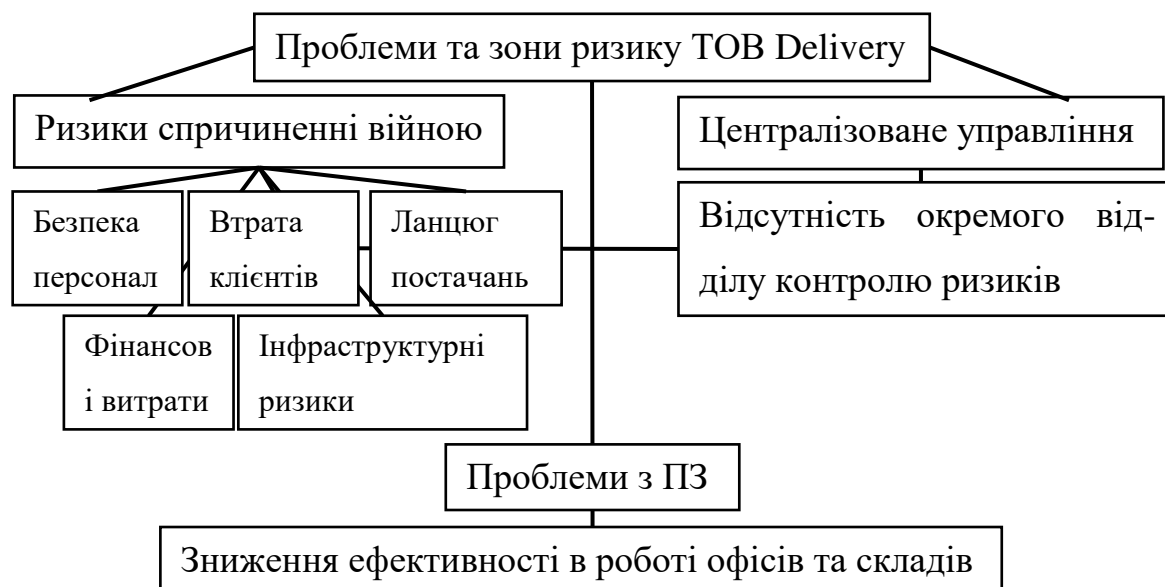 Проблеми та зони ризику ТОВ Delivery
Ризики спричиненні війною
Централізоване управління
Безпека
персонал
Втрата
клієнтів
Ланцюг
постачань
Відсутність окремого від-
ділу контролю ризиків
Фінансов
і витрати
Інфраструктурні
ризики
Проблеми з ПЗ
Зниження ефективності в роботі офісів та складів